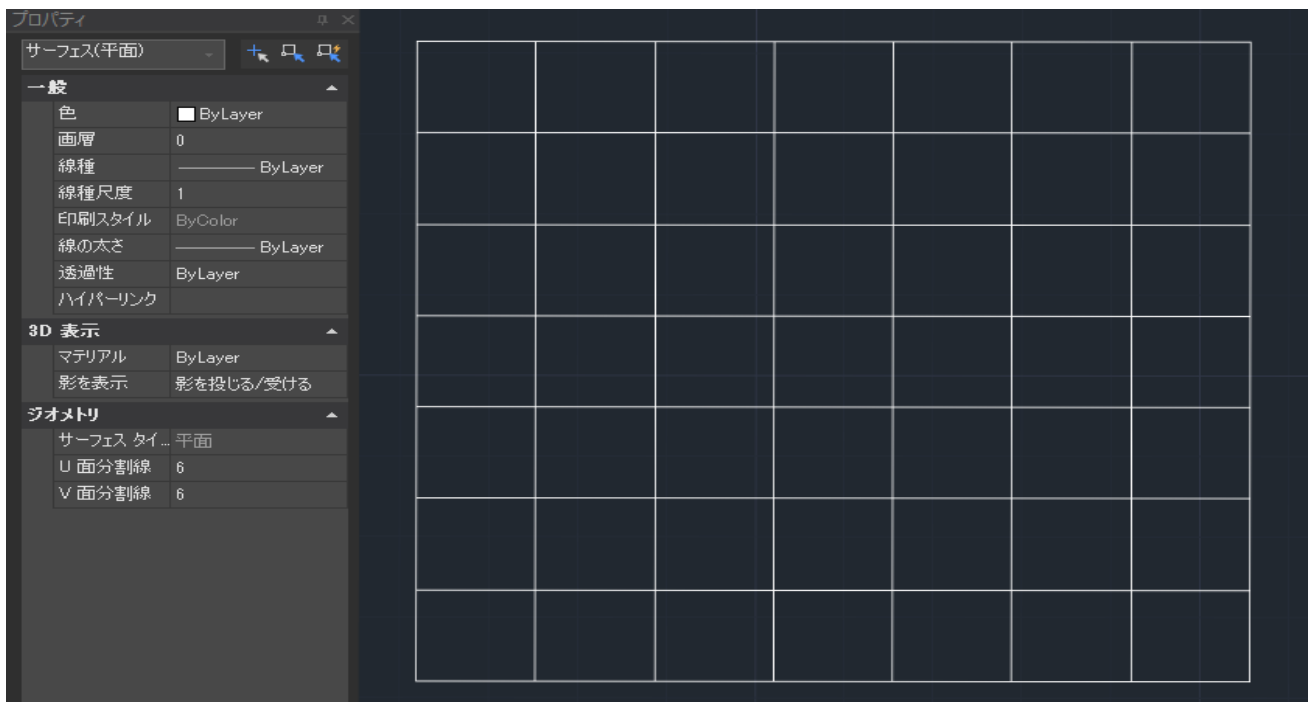 プロパティ
サーフェス(平面)
一般
色 ByLayer
画層 0
線種 ByLayer
線種尺度 1
印刷スタイル ByColor
線の太さ ByLayer
透過性 ByLayer
ハイパーリンク
3D 表示
マテリアル ByLayer
影を表示 影を投じる/受ける
ジオメトリ
サーフェス タイ... 平面
U 面分割線 6
V 面分割線 6